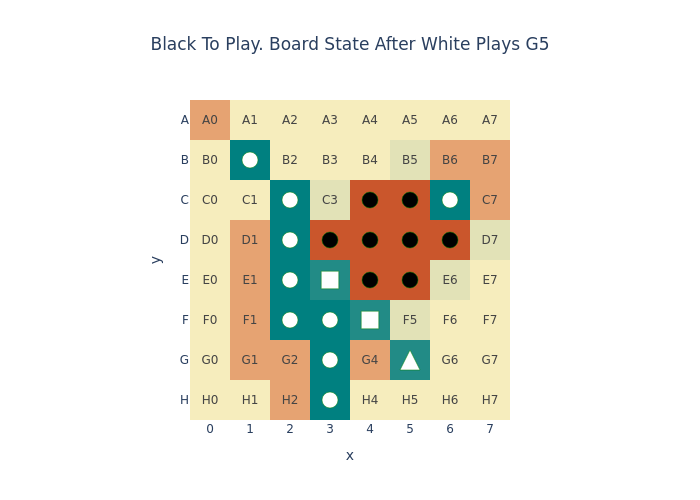 Black To Play. Board State After White Plays G5
A A0 A1 A2 A3 A4 A5 A6 A7
B B0 B2 B3 B4 B5 B6 B7
C C0 C1 C3 C7
D D0 D1 D7
E E0 E1 E6 E7
F F0 F1 F5 F6 F7
G G0 G1 G2 G4 G6 G7
H H0 H1 H2 H4 H5 H6 H7
0 1 2 3 4 5 6 7
x
y